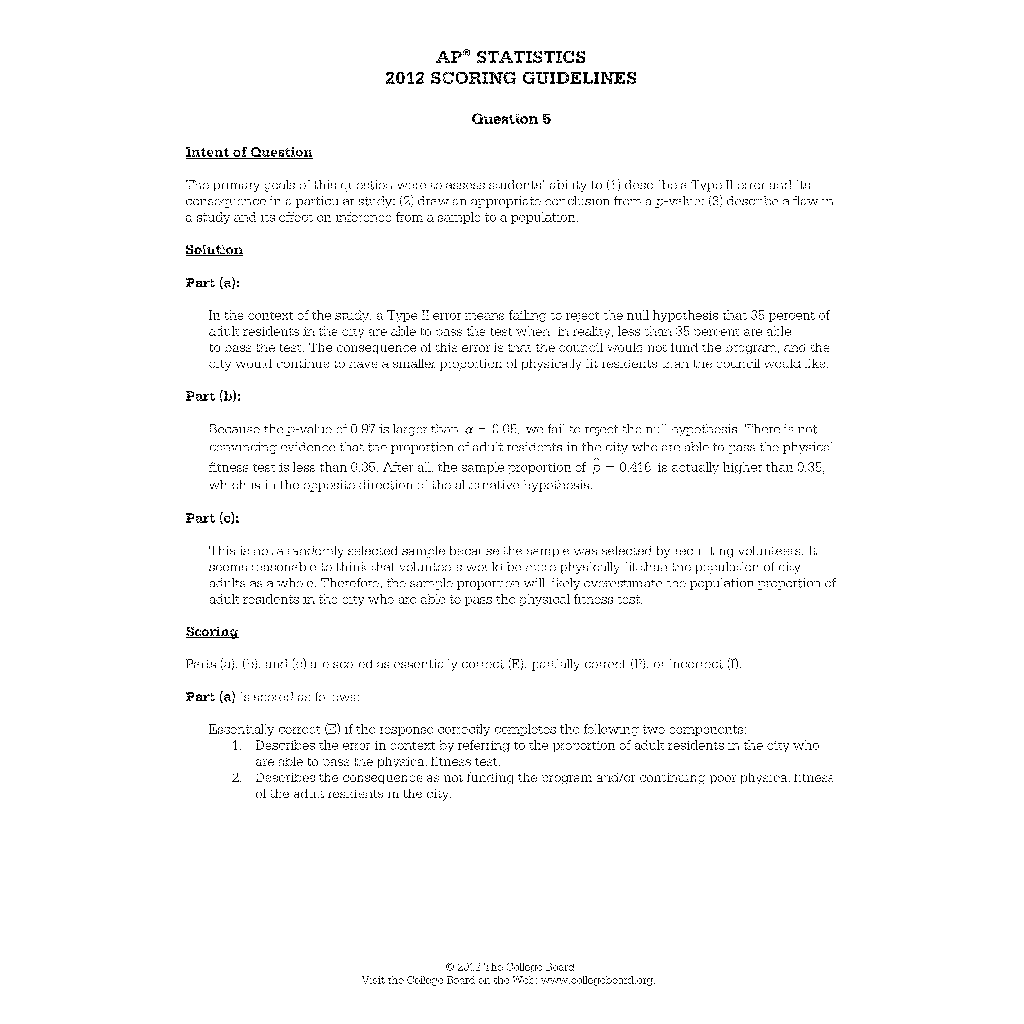 AP® STATISTICS
2012 SCORING GUIDELINES
Question 5
Intent of Question
The primary goals of this question were to assess students' ability to (1) describe a Type II error and its
consequence in a particular study; (2) draw an appropriate conclusion from a p-value; (3) describe a flaw in
a study and its effect on inference from a sample to a population.
Solution
Part (a):
In the context of the study, a Type II error means failing to reject the null hypothesis that 35 percent of
adult residents in the city are able to pass the test when, in reality, less than 35 percent are able
to pass the test. The consequence of this error is that the council would not fund the program, and the
city would continue to have a smaller proportion of physically fit residents than the council would like.
Part (b):
Because the p-value of 0.97 is larger than α = 0.05, we fail to reject the null hypothesis. There is not
convincing evidence that the proportion of adult residents in the city who are able to pass the physical
fitness test is less than 0.35. After all, the sample proportion of p̂ = 0.416 is actually higher than 0.35,
which is in the opposite direction of the alternative hypothesis.
Part (c):
This is not a randomly selected sample because the sample was selected by recruiting volunteers. It
seems reasonable to think that volunteers would be more physically fit than the population of city
adults as a whole. Therefore, the sample proportion will likely overestimate the population proportion of
adult residents in the city who are able to pass the physical fitness test.
Scoring
Parts (a), (b), and (c) are scored as essentially correct (E), partially correct (P), or incorrect (I).
Part (a) is scored as follows:
Essentially correct (E) if the response correctly completes the following two components:
1. Describes the error in context by referring to the proportion of adult residents in the city who
are able to pass the physical fitness test.
2. Describes the consequence as not funding the program and/or continuing poor physical fitness
of the adult residents in the city.
© 2012 The College Board.
Visit the College Board on the Web: www.collegeboard.org.